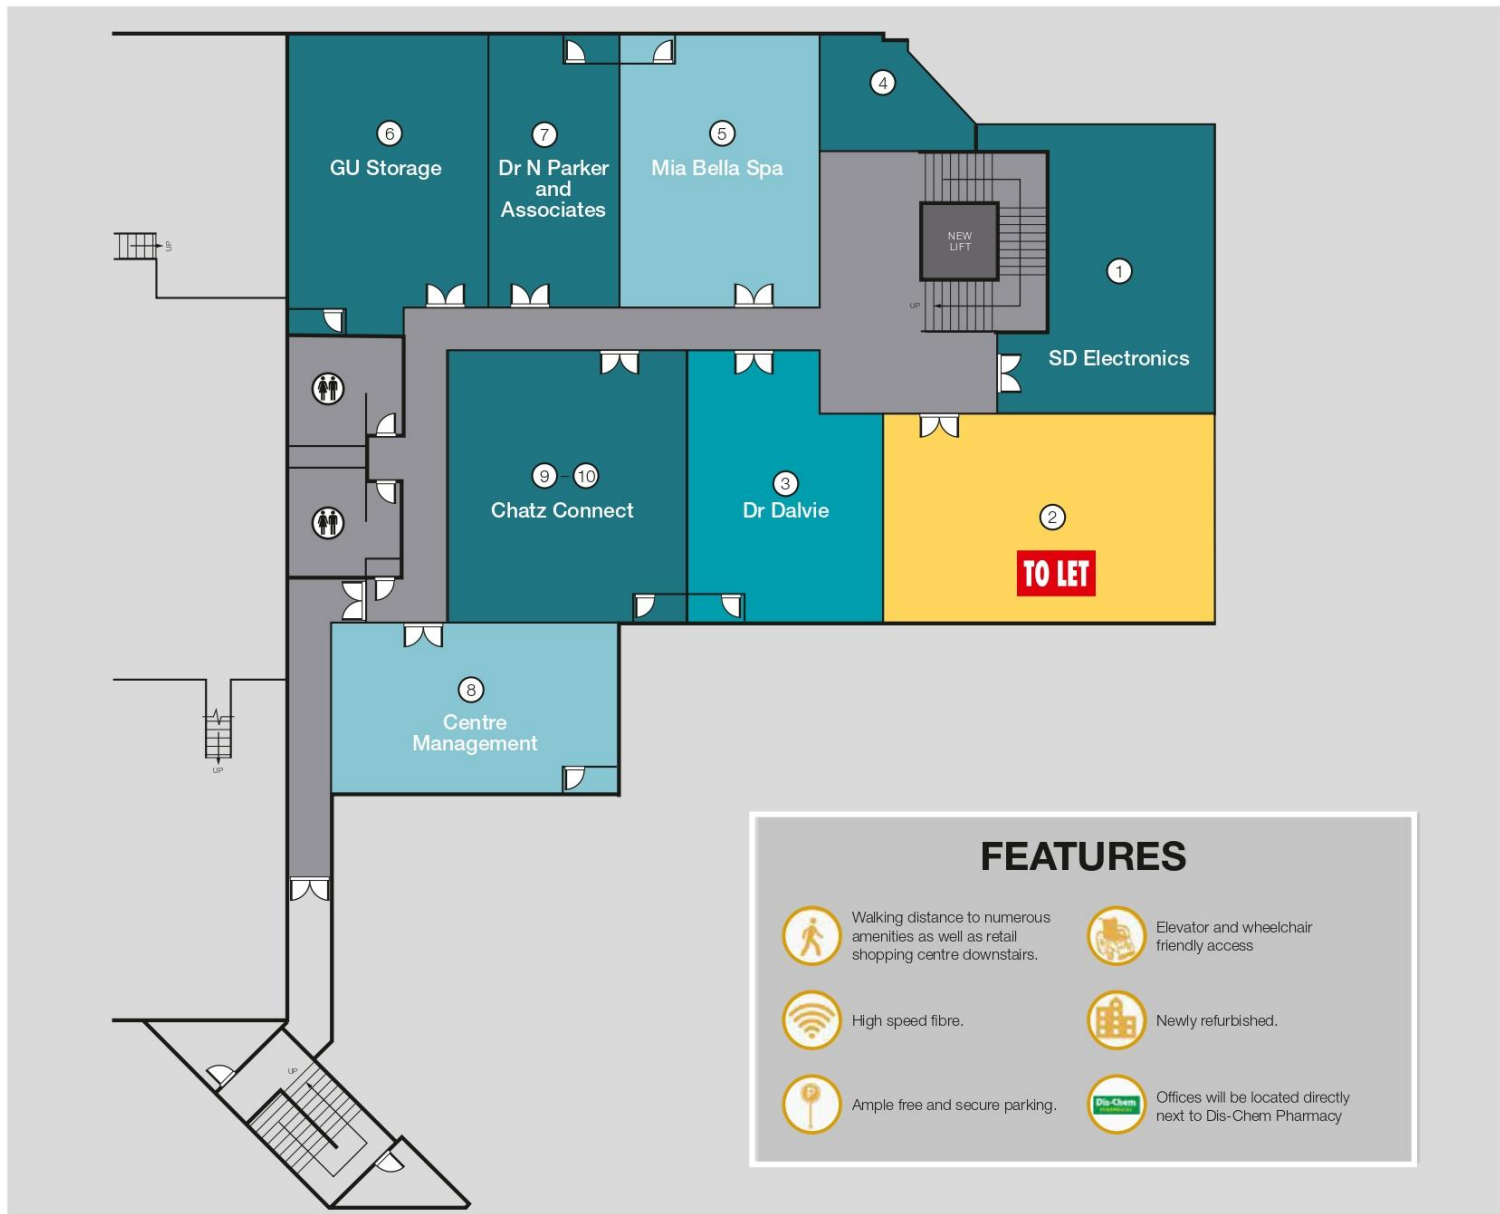 4
6
GU Storage
7
Dr N Parker
and
Associates
5
Mia Bella Spa
NEW
LIFT
UP
UP
1
SD Electronics
9 - 10
Chatz Connect
3
Dr Dalvie
2
TO LET
8
Centre
Management
UP
UP
FEATURES
Walking distance to numerous
amenities as well as retail
shopping centre downstairs.
Elevator and wheelchair
friendly access
High speed fibre.
Newly refurbished.
P
Ample free and secure parking.
Dis-Chem
PHARMACIES
Offices will be located directly
next to Dis-Chem Pharmacy